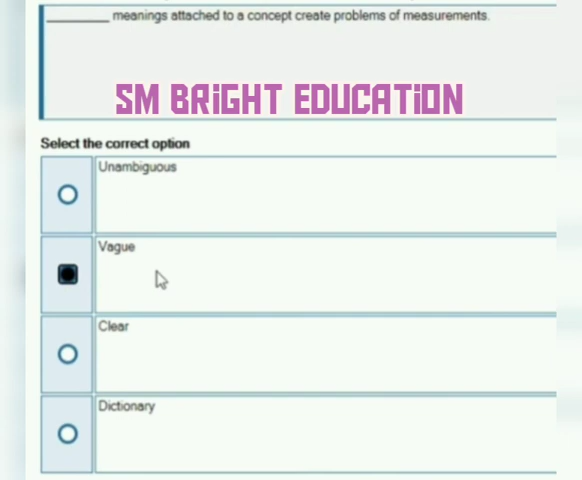 ________ meanings attached to a concept create problems of measurements.
SM BRiGHT EDUCATiON
Select the correct option
Unambiguous
Vague
Clear
Dictionary